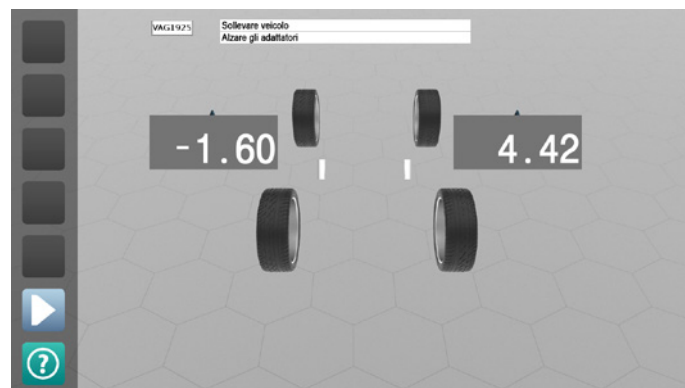 VAG1925
Sollevare veicolo
Alzare gli adattatori
-1.60
4.42
?